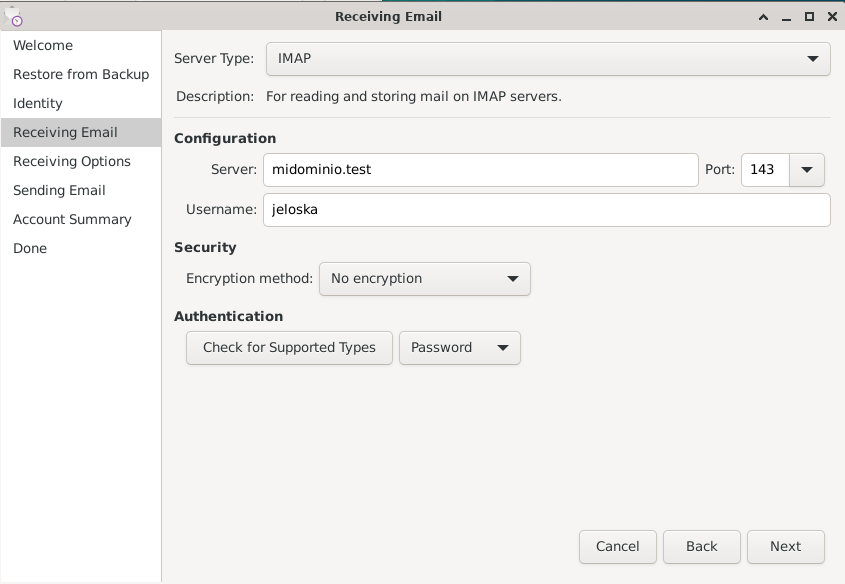 Receiving Email
Welcome
Restore from Backup
Identity
Receiving Email
Receiving Options
Sending Email
Account Summary
Done
Server Type: IMAP
Description: For reading and storing mail on IMAP servers.
Configuration
Server: midominio.test Port: 143
Username: jeloska
Security
Encryption method: No encryption
Authentication
Check for Supported Types Password
Cancel Back Next